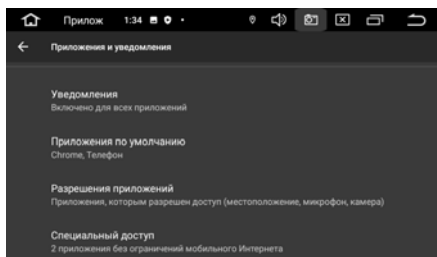 Прилож 1:34
Приложения и уведомления
Уведомления
Включено для всех приложений
Приложения по умолчанию
Chrome, Телефон
Разрешения приложений
Приложения, которым разрешен доступ (местоположение, микрофон, камера)
Специальный доступ
2 приложения без ограничений мобильного Интернета